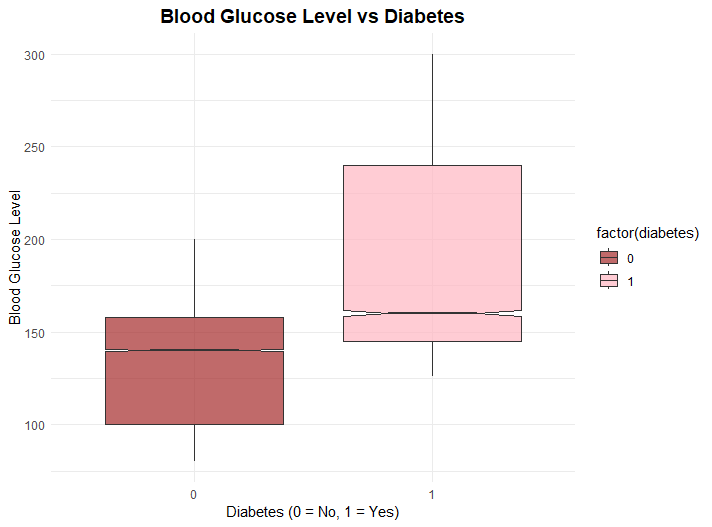 Blood Glucose Level vs Diabetes
Blood Glucose Level
300
250
200
150
100
0
1
Diabetes (0 = No, 1 = Yes)
factor(diabetes)
0
1